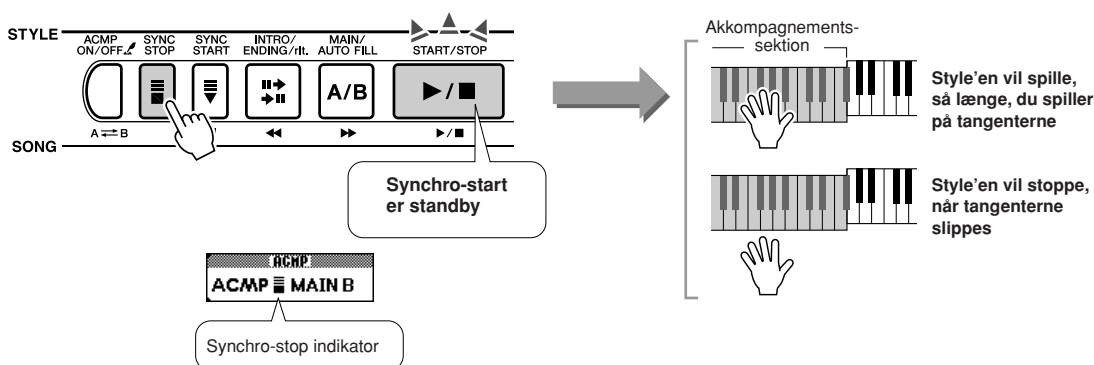 STYLE
ACMP ON/OFF
SYNC STOP
SYNC START
INTRO/ ENDING/rit.
MAIN/ AUTO FILL
START/STOP
A/B
A ⇄ B
SONG
Synchro-start
er standby
ACMP
ACMP MAIN B
Synchro-stop indikator
Akkompagnements-
sektion
Style'en vil spille,
så længe, du spiller
på tangenterne
Style'en vil stoppe,
når tangenterne
slippes